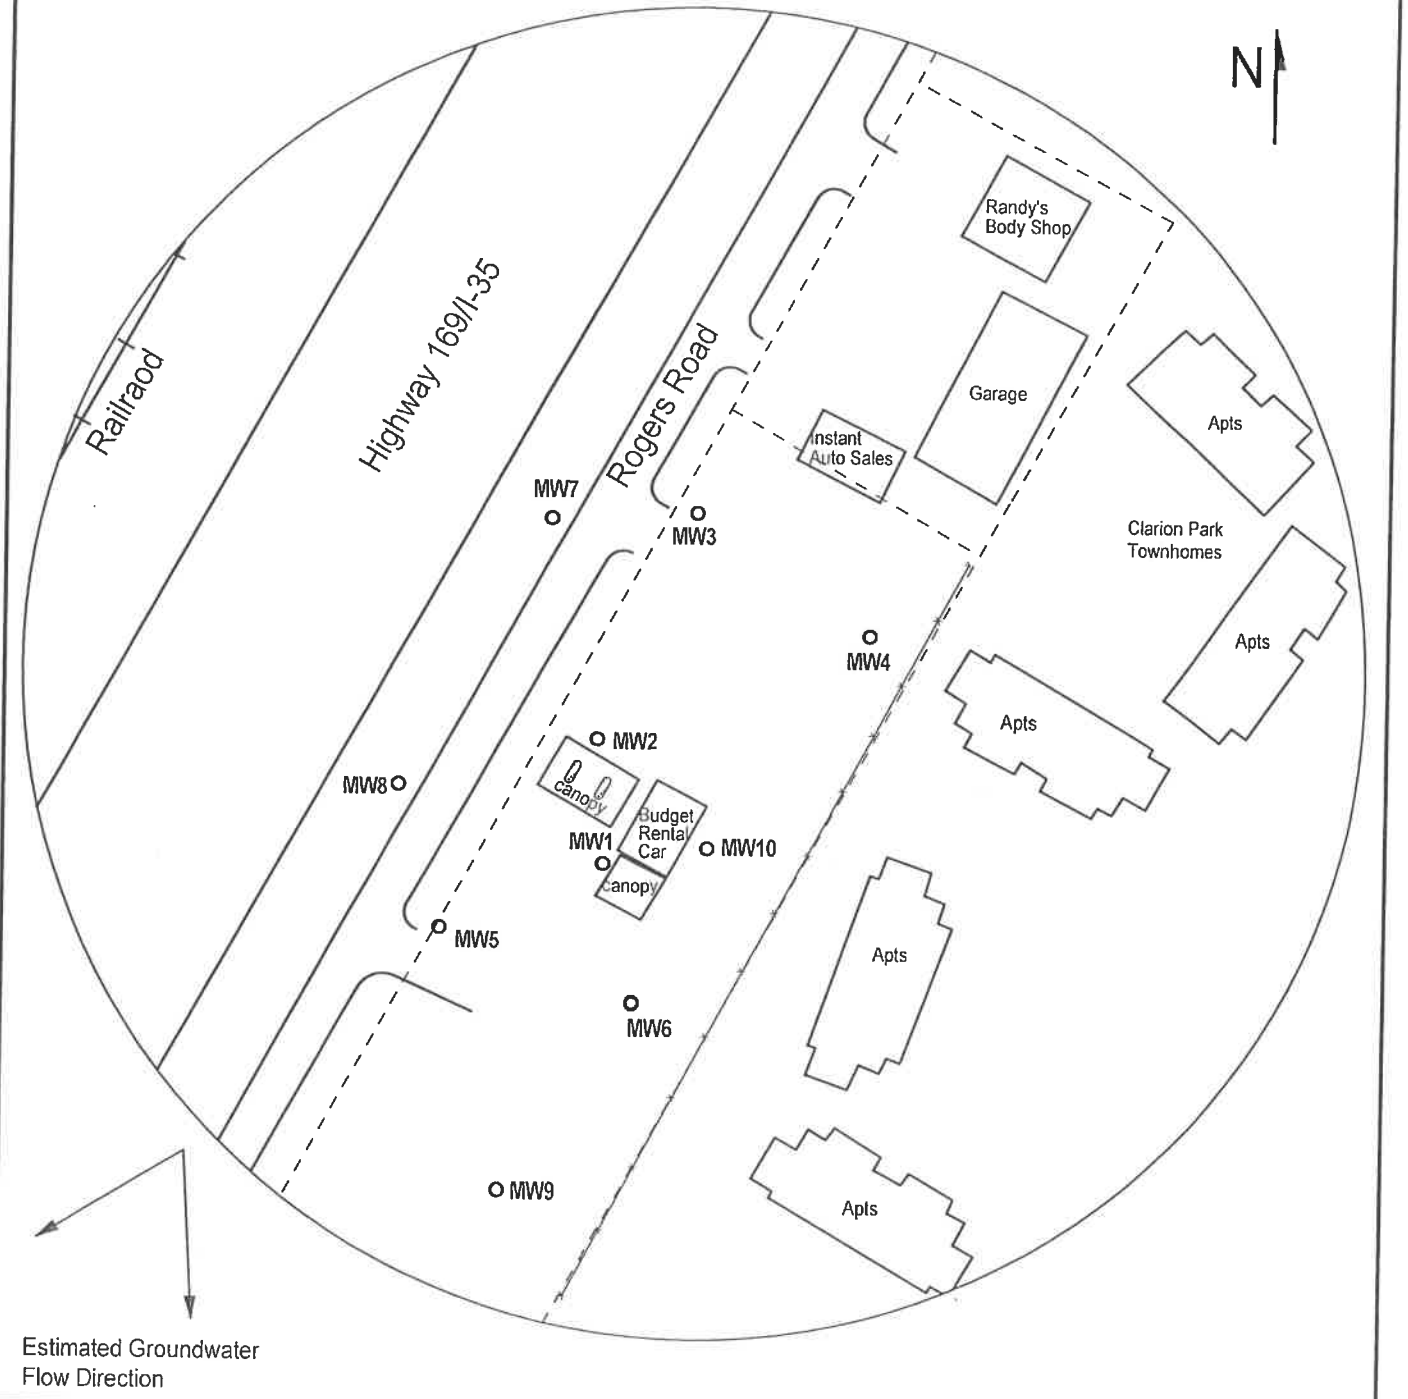 N
Randy's
Body Shop
Railraod
Highway 169/I-35
Rogers Road
Garage
Instant
Auto Sales
Apts
MW7
MW3
Clarion Park
Townhomes
MW4
Apts
Apts
MW2
canopy
MW8
Budget
Rental
Car
MW1
MW10
canopy
MW5
Apts
MW6
MW9
Apts
Estimated Groundwater
Flow Direction